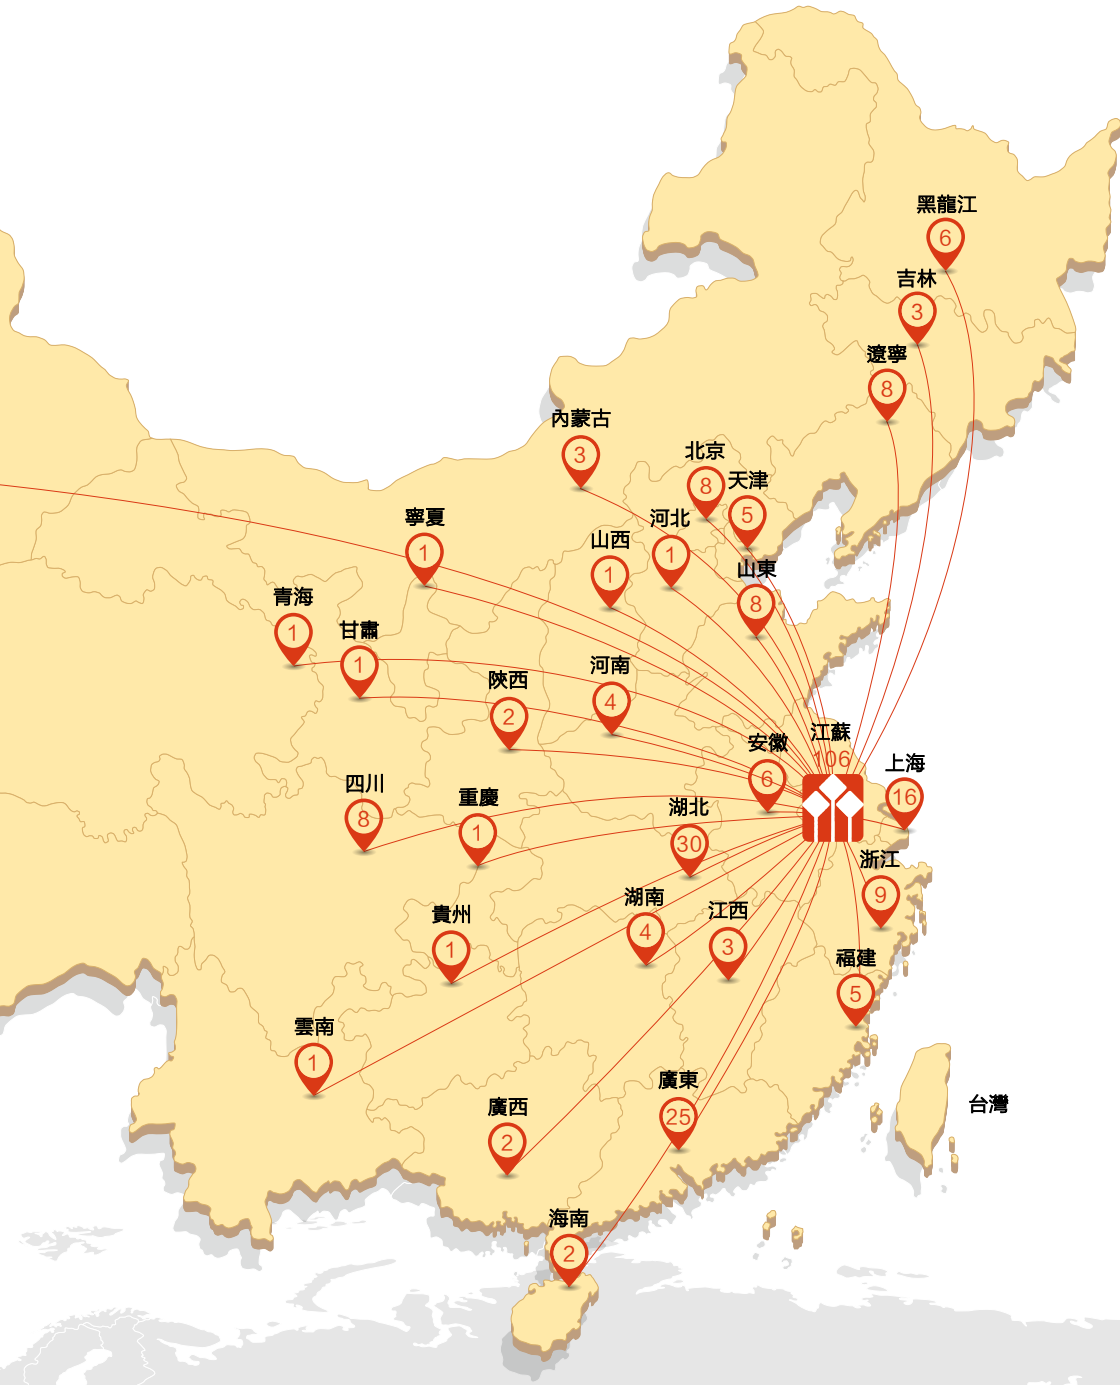 黑龍江
6
吉林
3
遼寧
8
內蒙古
3
北京
8
天津
5
河北
1
寧夏
1
山西
1
山東
8
青海
1
甘肅
1
陝西
2
河南
4
安徽
6
江蘇
106
上海
16
四川
8
重慶
1
湖北
30
浙江
9
湖南
4
江西
3
貴州
1
福建
5
雲南
1
廣西
2
廣東
25
台灣
海南
2